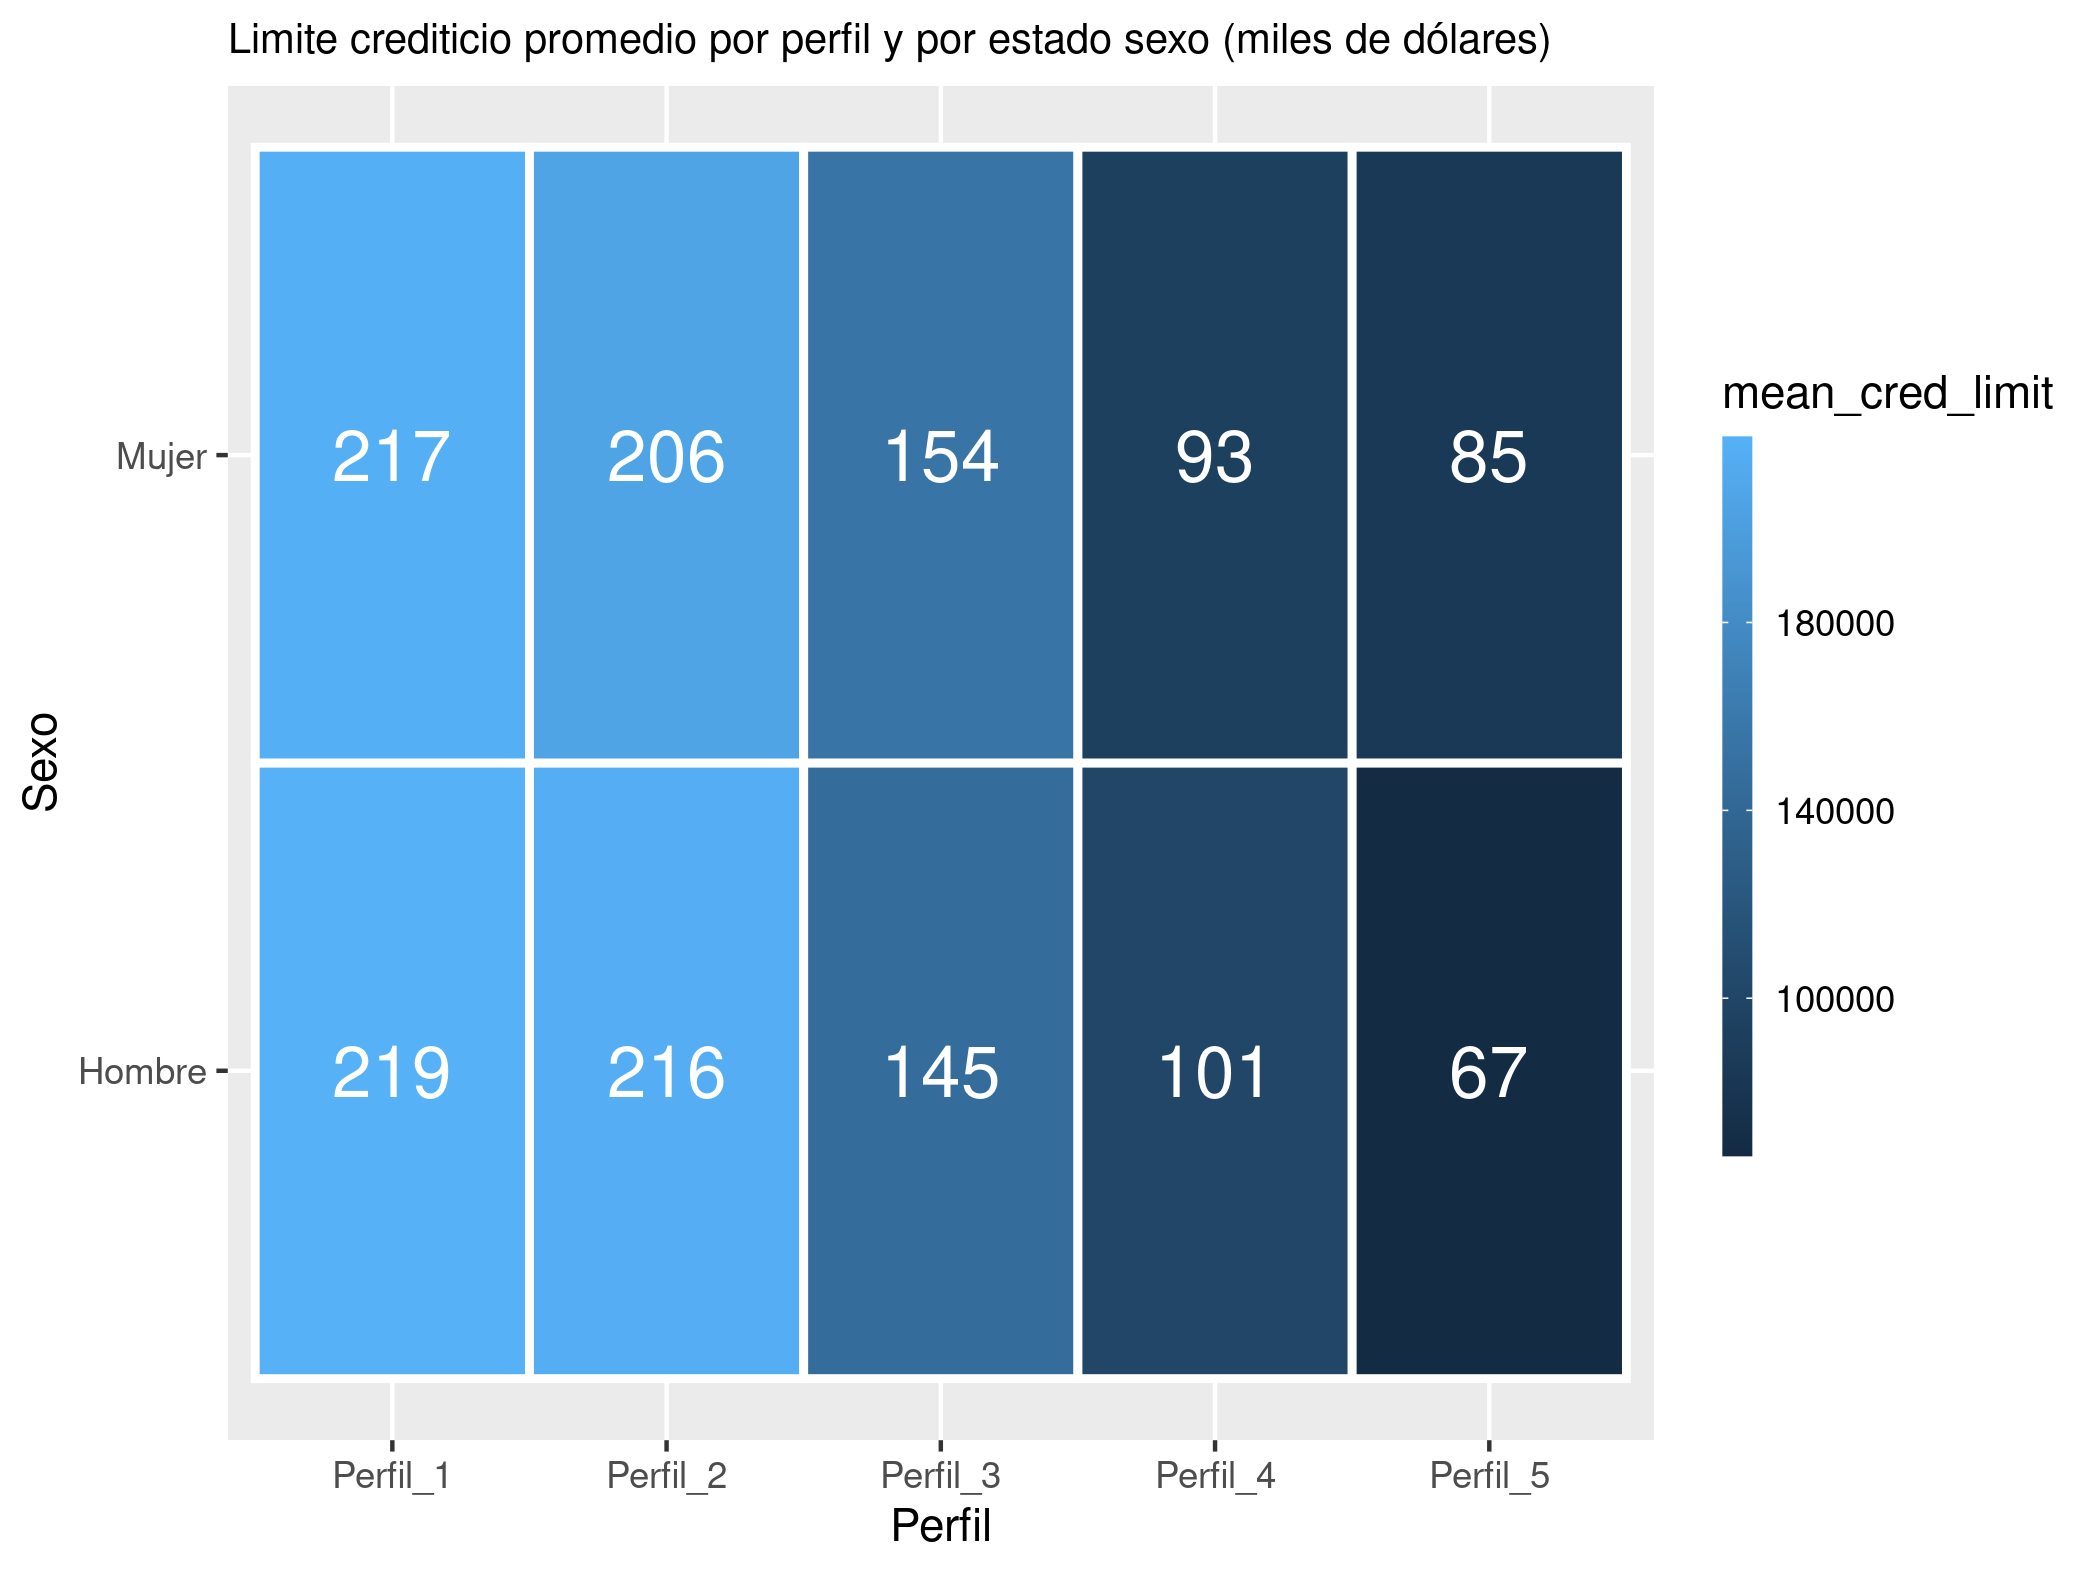 Limite crediticio promedio por perfil y por estado sexo (miles de dólares)
mean_cred_limit
Mujer
217 206 154 93 85
180000
140000
Sexo
100000
Hombre
219 216 145 101 67
Perfil_1 Perfil_2 Perfil_3 Perfil_4 Perfil_5
Perfil